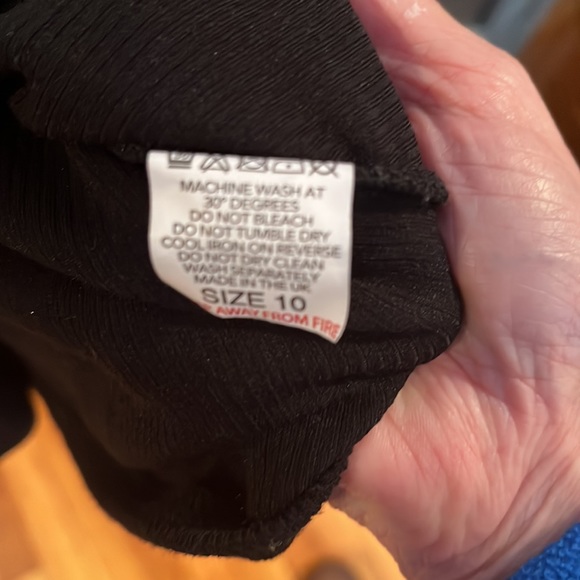 MACHINE WASH AT
30° DEGREES
DO NOT BLEACH
DO NOT TUMBLE DRY
COOL IRON ON REVERSE
DO NOT DRY CLEAN
WASH SEPARATELY
MADE IN THE UK
SIZE 10
AWAY FROM FIRE